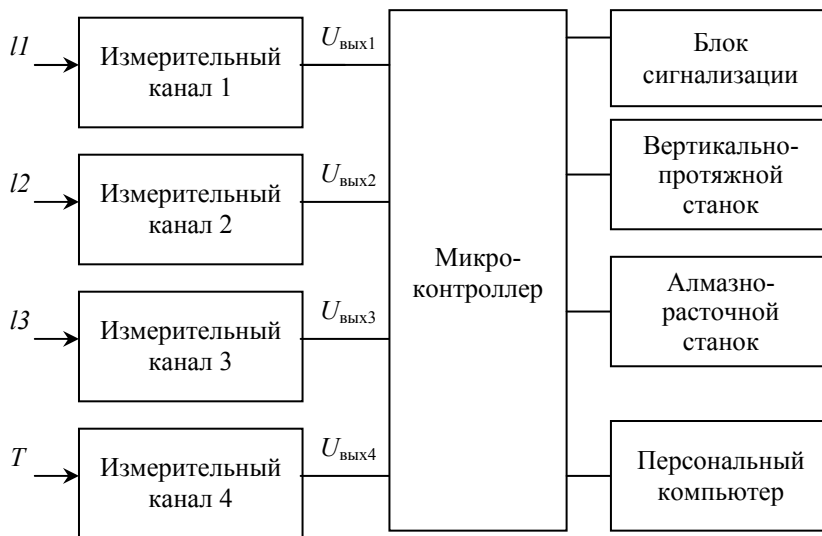 l1
Измерительный
канал 1
Uвых1
l2
Измерительный
канал 2
Uвых2
l3
Измерительный
канал 3
Uвых3
T
Измерительный
канал 4
Uвых4
Микро-
контроллер
Блок
сигнализации
Вертикально-
протяжной
станок
Алмазно-
расточной
станок
Персональный
компьютер